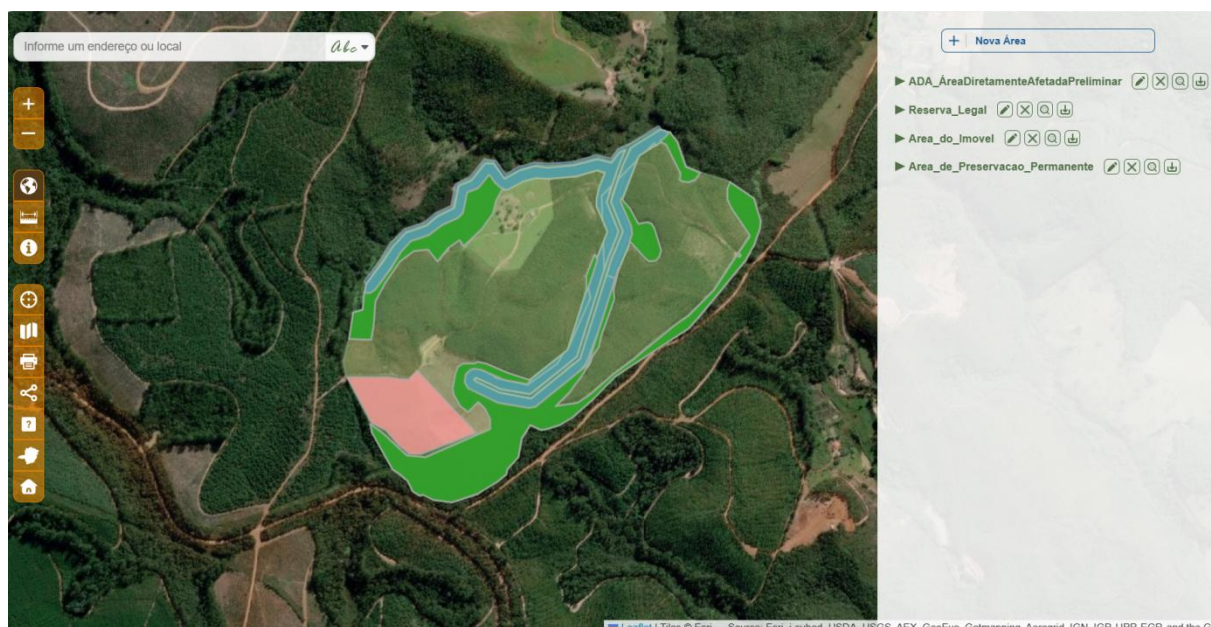 Informe um endereço ou local
Abc
+ Nova Área
ADA_ÁreaDiretamenteAfetadaPreliminar
Reserva_Legal
Area_do_Imovel
Area_de_Preservacao_Permanente
Leaflet | Tiles © Esri — Source: Esri, i-cubed, USDA, USGS, AEX, GeoEye, Getmapping, Aerogrid, IGN, IGP, UPR-EGP, and the G